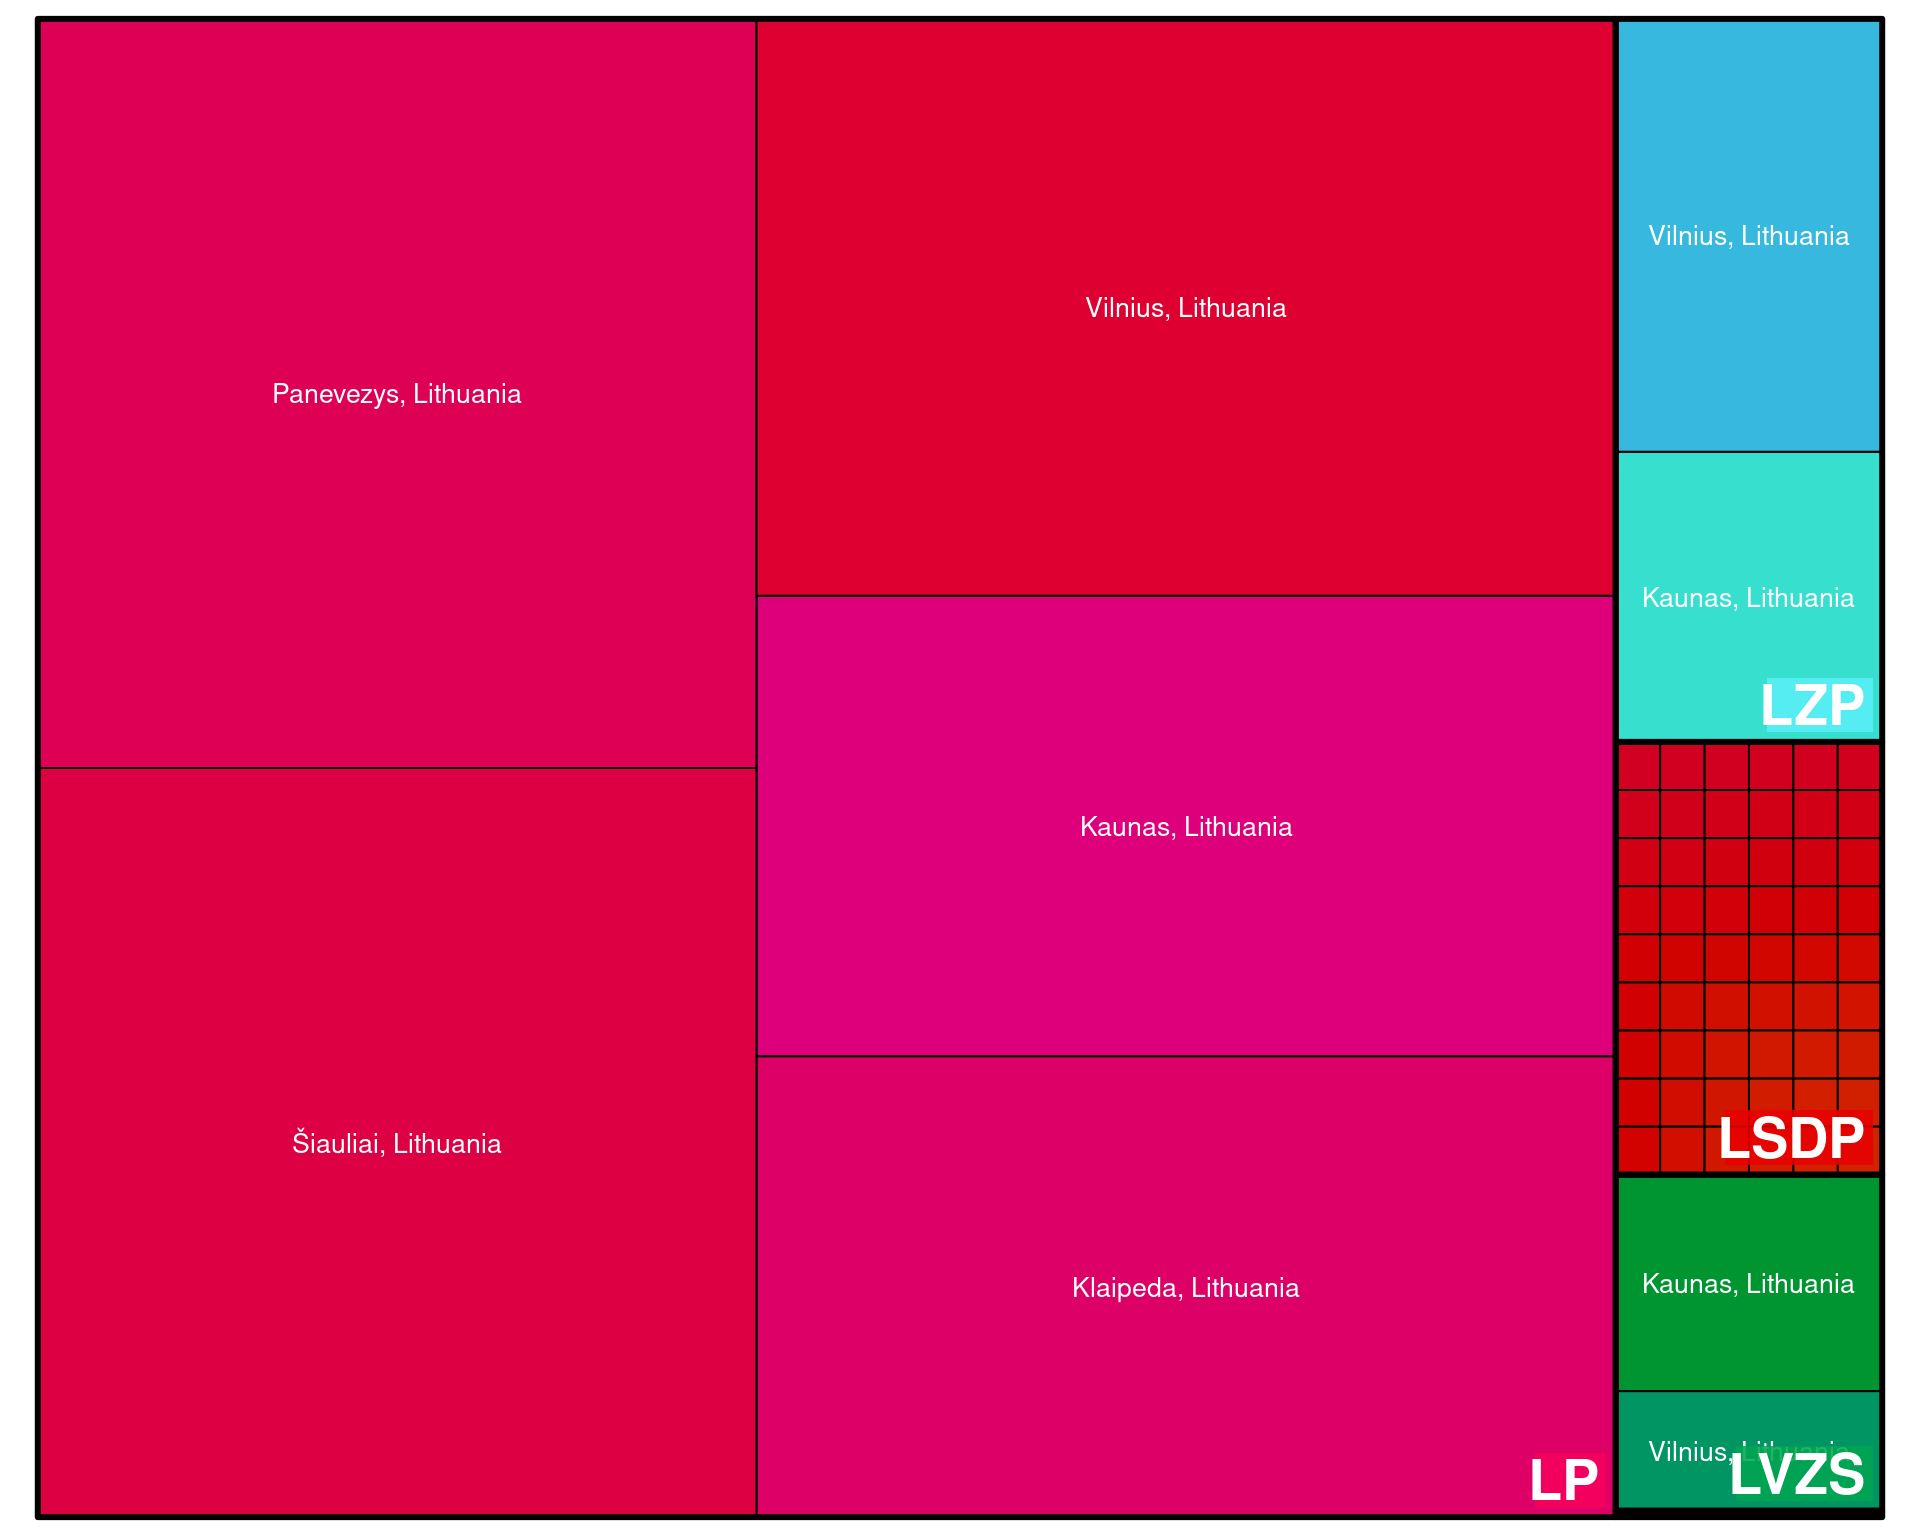 Panevezys, Lithuania
Šiauliai, Lithuania
Vilnius, Lithuania
Kaunas, Lithuania
Klaipeda, Lithuania
LP
Vilnius, Lithuania
Kaunas, Lithuania
LZP
LSDP
Kaunas, Lithuania
Vilnius, Lithuania
LVZS